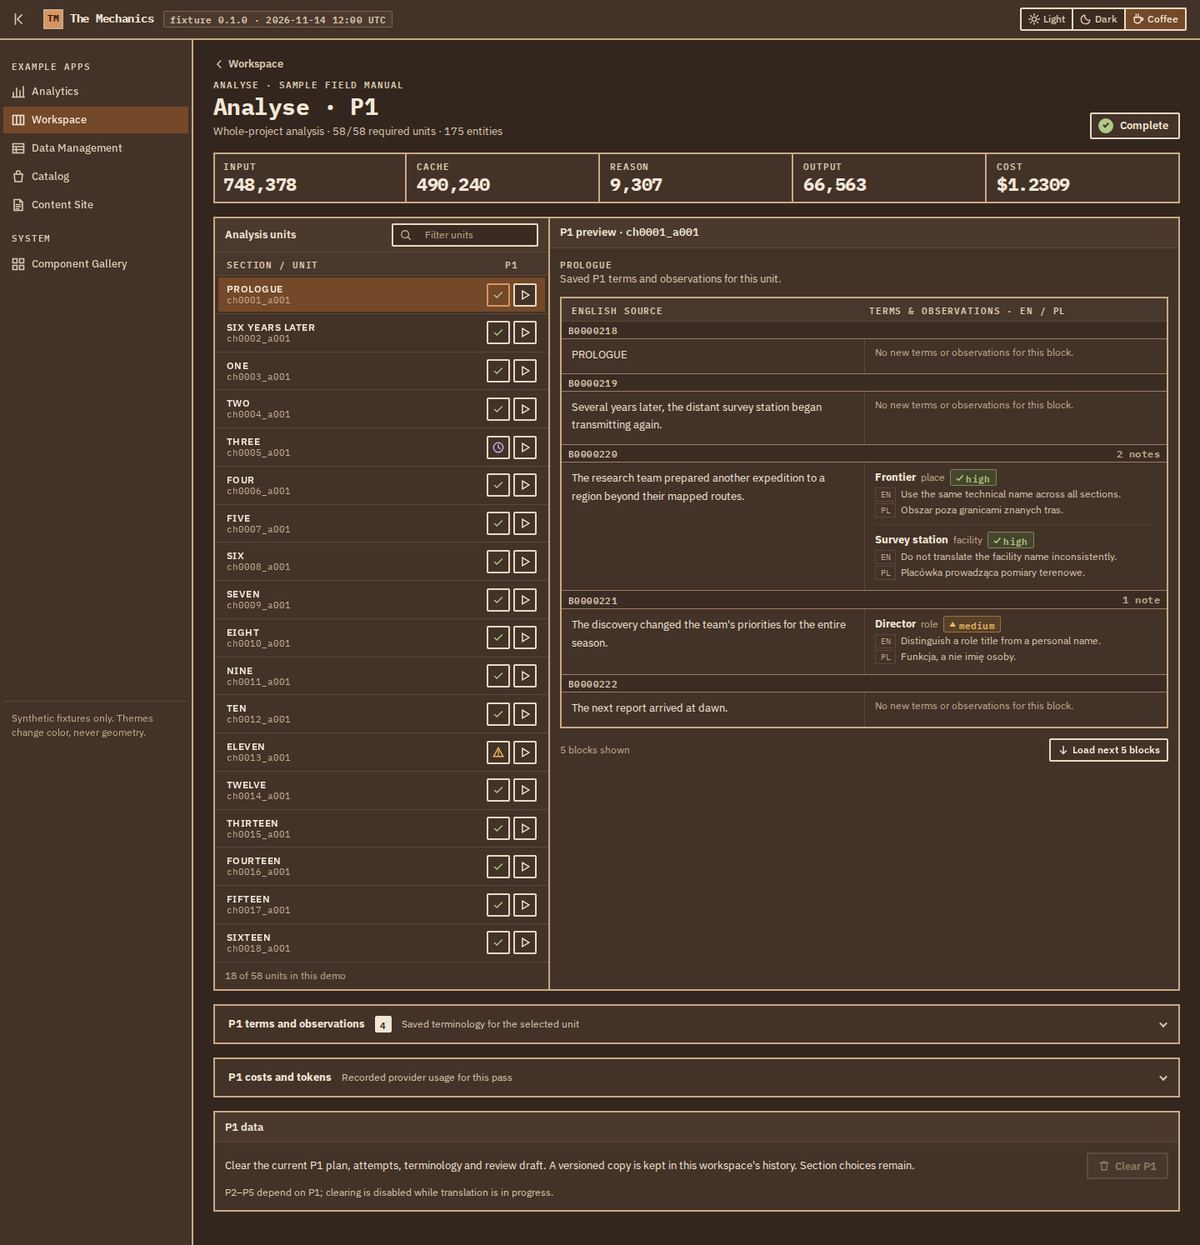 TM The Mechanics fixture 0.1.0 · 2026-11-14 12:00 UTC Light Dark Coffee
EXAMPLE APPS
Analytics
Workspace
Data Management
Catalog
Content Site
SYSTEM
Component Gallery
Synthetic fixtures only. Themes
change color, never geometry.
Workspace
ANALYSE · SAMPLE FIELD MANUAL
Analyse · P1
Whole-project analysis · 58/58 required units · 175 entities
Complete
INPUT
748,378
CACHE
490,240
REASON
9,307
OUTPUT
66,563
COST
$1.2309
Analysis units Filter units
SECTION / UNIT P1
PROLOGUE
ch0001_a001
SIX YEARS LATER
ch0002_a001
ONE
ch0003_a001
TWO
ch0004_a001
THREE
ch0005_a001
FOUR
ch0006_a001
FIVE
ch0007_a001
SIX
ch0008_a001
SEVEN
ch0009_a001
EIGHT
ch0010_a001
NINE
ch0011_a001
TEN
ch0012_a001
ELEVEN
ch0013_a001
TWELVE
ch0014_a001
THIRTEEN
ch0015_a001
FOURTEEN
ch0016_a001
FIFTEEN
ch0017_a001
SIXTEEN
ch0018_a001
18 of 58 units in this demo
P1 preview · ch0001_a001
PROLOGUE
Saved P1 terms and observations for this unit.
ENGLISH SOURCE TERMS & OBSERVATIONS · EN / PL
B0000218
PROLOGUE
No new terms or observations for this block.
B0000219
Several years later, the distant survey station began
transmitting again.
No new terms or observations for this block.
B0000220 2 notes
The research team prepared another expedition to a
region beyond their mapped routes.
Frontier place high
EN Use the same technical name across all sections.
PL Obszar poza granicami znanych tras.
Survey station facility high
EN Do not translate the facility name inconsistently.
PL Placówka prowadząca pomiary terenowe.
B0000221 1 note
The discovery changed the team's priorities for the entire
season.
Director role medium
EN Distinguish a role title from a personal name.
PL Funkcja, a nie imię osoby.
B0000222
The next report arrived at dawn.
No new terms or observations for this block.
5 blocks shown Load next 5 blocks
P1 terms and observations 4 Saved terminology for the selected unit
P1 costs and tokens Recorded provider usage for this pass
P1 data
Clear the current P1 plan, attempts, terminology and review draft. A versioned copy is kept in this workspace's history. Section choices remain.
Clear P1
P2–P5 depend on P1; clearing is disabled while translation is in progress.